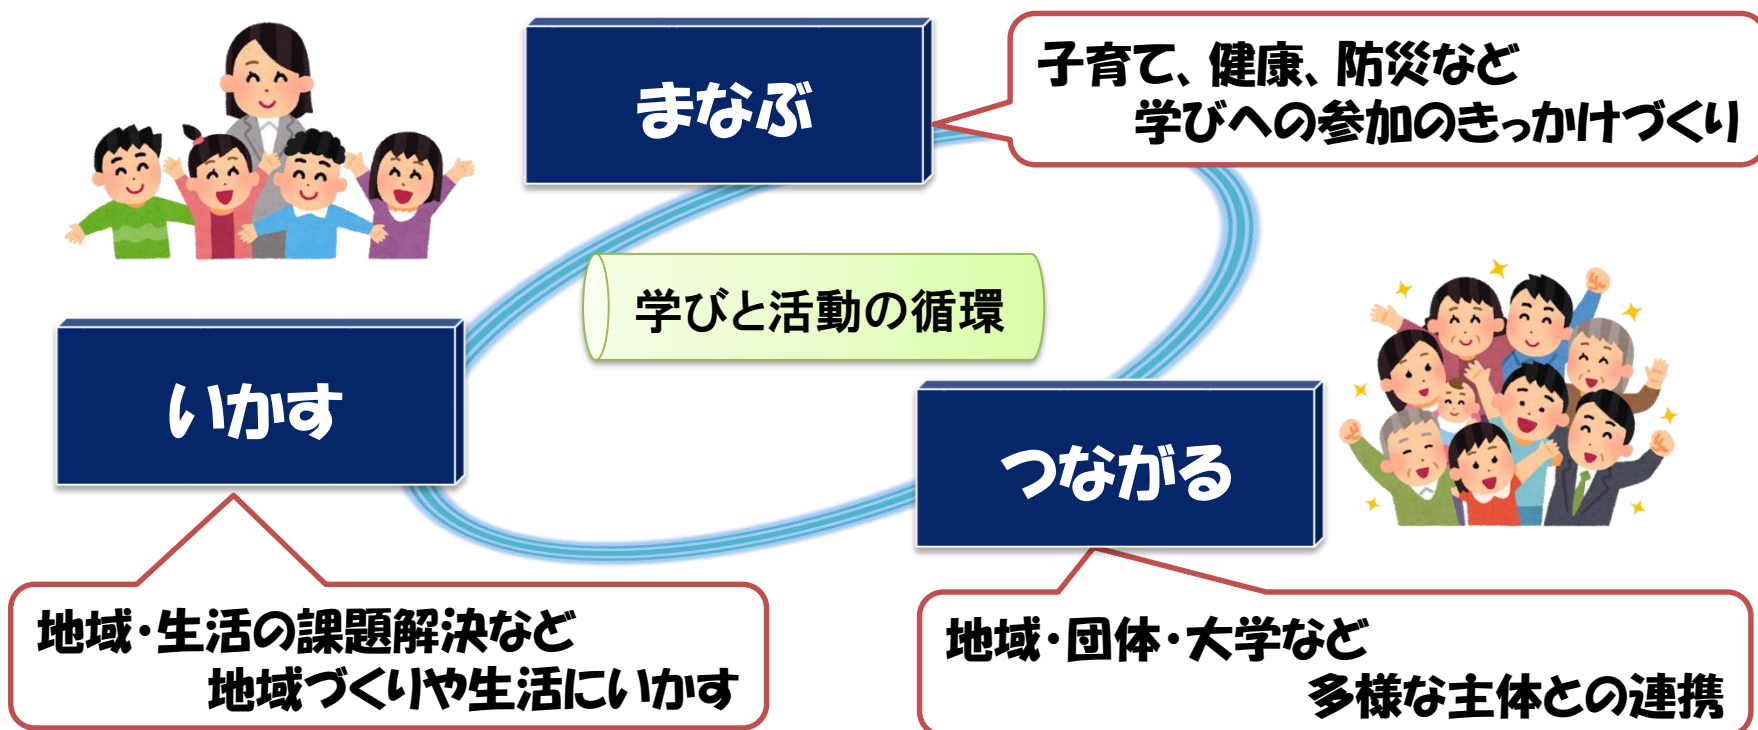 まなぶ
子育て、健康、防災など
学びへの参加のきっかけづくり
学びと活動の循環
いかす
つながる
地域・生活の課題解決など
地域づくりや生活にいかす
地域・団体・大学など
多様な主体との連携